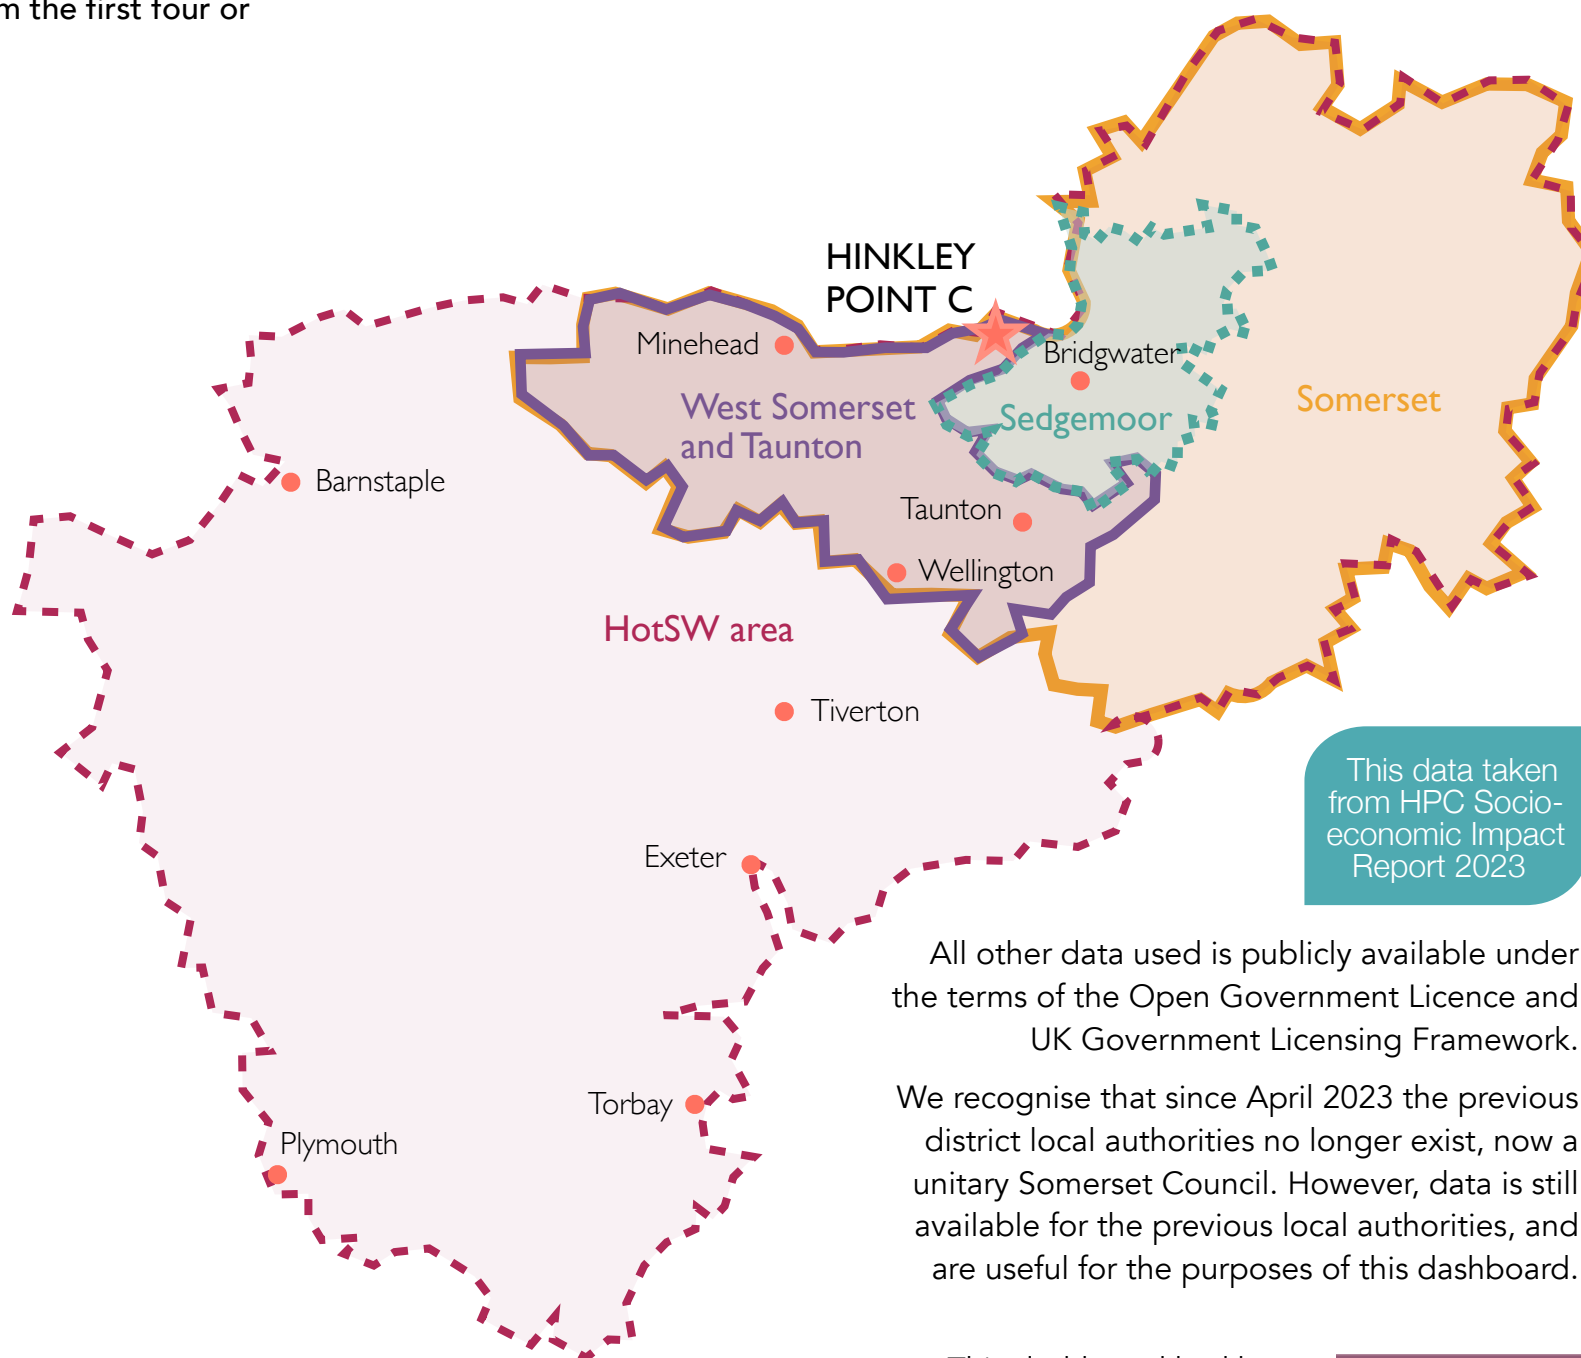 m the first four or
HINKLEY
POINT C
Minehead
Bridgwater
West Somerset
and Taunton
Sedgemoor
Somerset
Barnstaple
Taunton
Wellington
HotSW area
Tiverton
This data taken
from HPC Socio-
economic Impact
Report 2023
Exeter
All other data used is publicly available under
the terms of the Open Government Licence and
UK Government Licensing Framework.
Torbay
Plymouth
We recognise that since April 2023 the previous
district local authorities no longer exist, now a
unitary Somerset Council. However, data is still
available for the previous local authorities, and
are useful for the purposes of this dashboard.